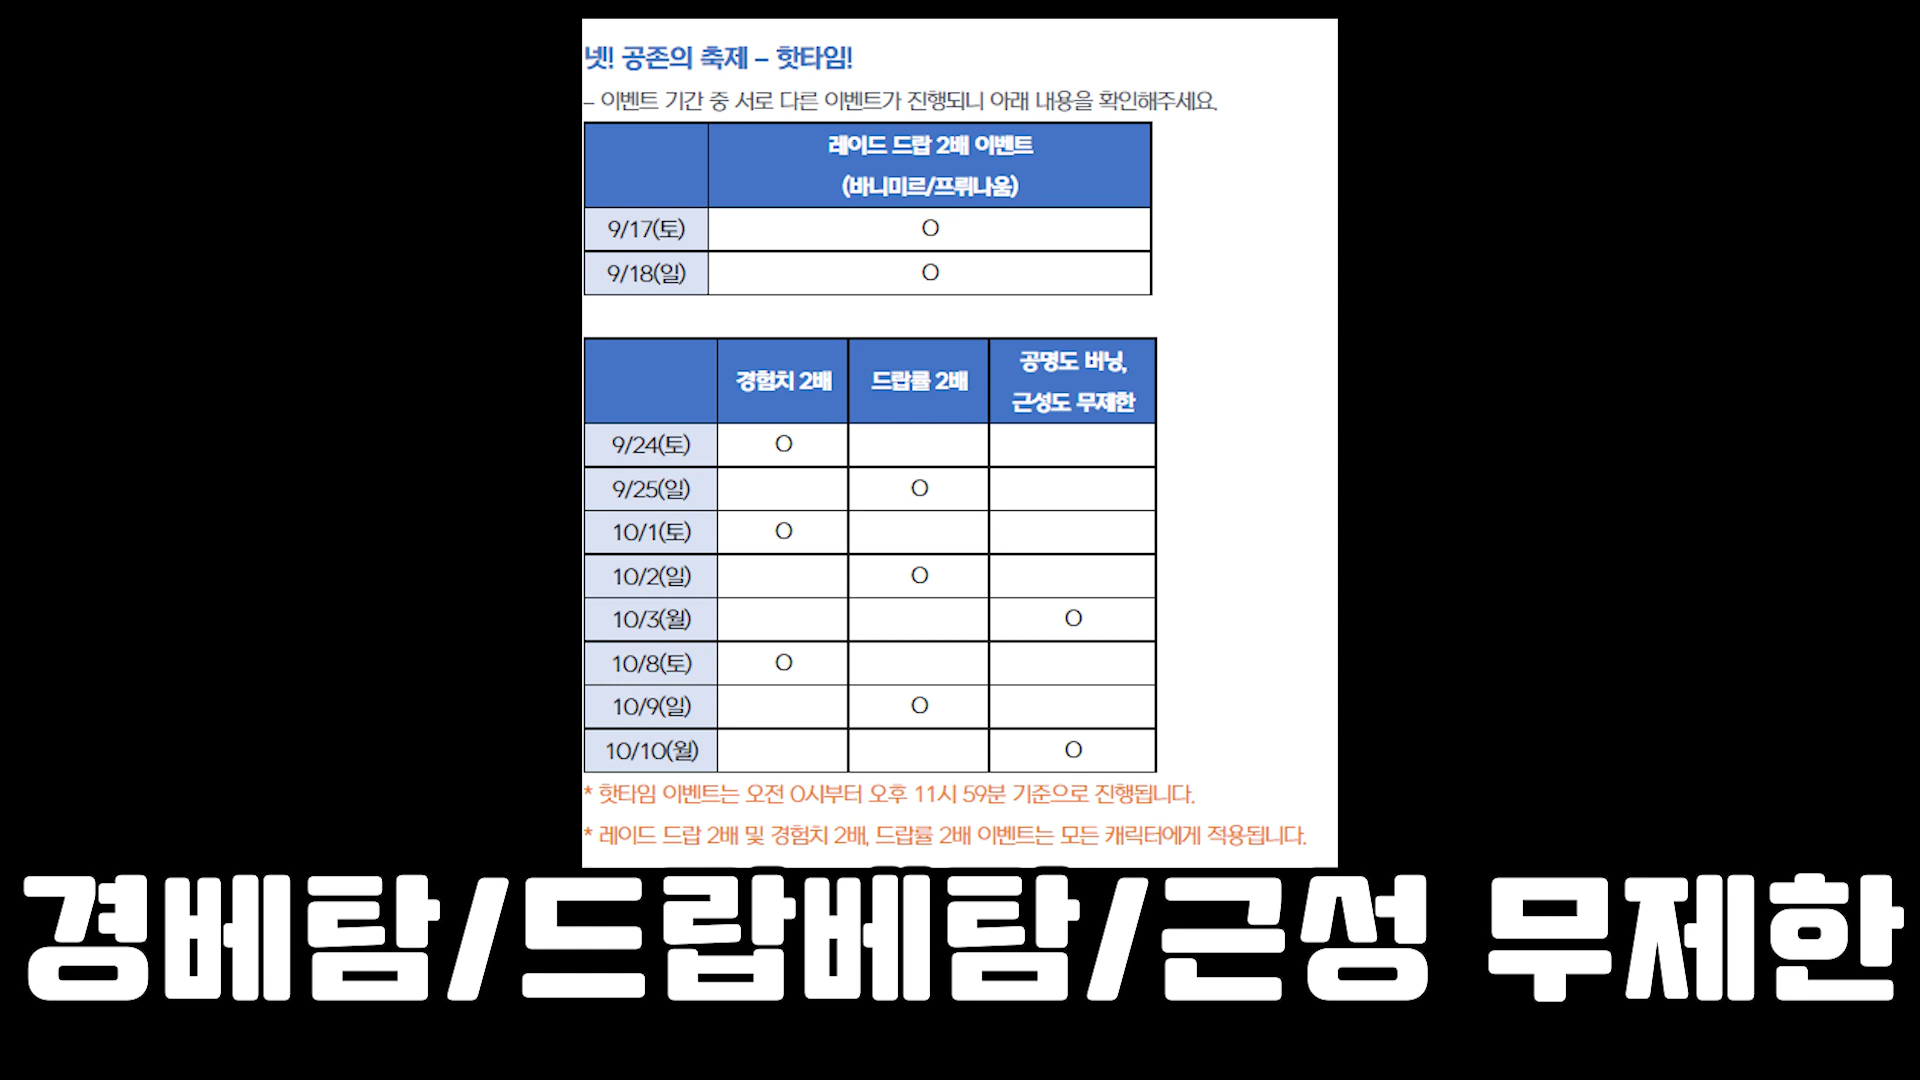 넷! 공존의 축제 – 핫타임!
– 이벤트 기간 중 서로 다른 이벤트가 진행되니 아래 내용을 확인해주세요.
레이드 드랍 2배 이벤트
(바니미르/프뤼나움)
9/17(토) O
9/18(일) O
경험치 2배 드랍률 2배 공명도 버닝,
근성도 무제한
9/24(토) O
9/25(일) O
10/1(토) O
10/2(일) O
10/3(월) O
10/8(토) O
10/9(일) O
10/10(월) O
* 핫타임 이벤트는 오전 0시부터 오후 11시 59분 기준으로 진행됩니다.
* 레이드 드랍 2배 및 경험치 2배, 드랍률 2배 이벤트는 모든 캐릭터에게 적용됩니다.
경베탐/드랍베탐/근성 무제한